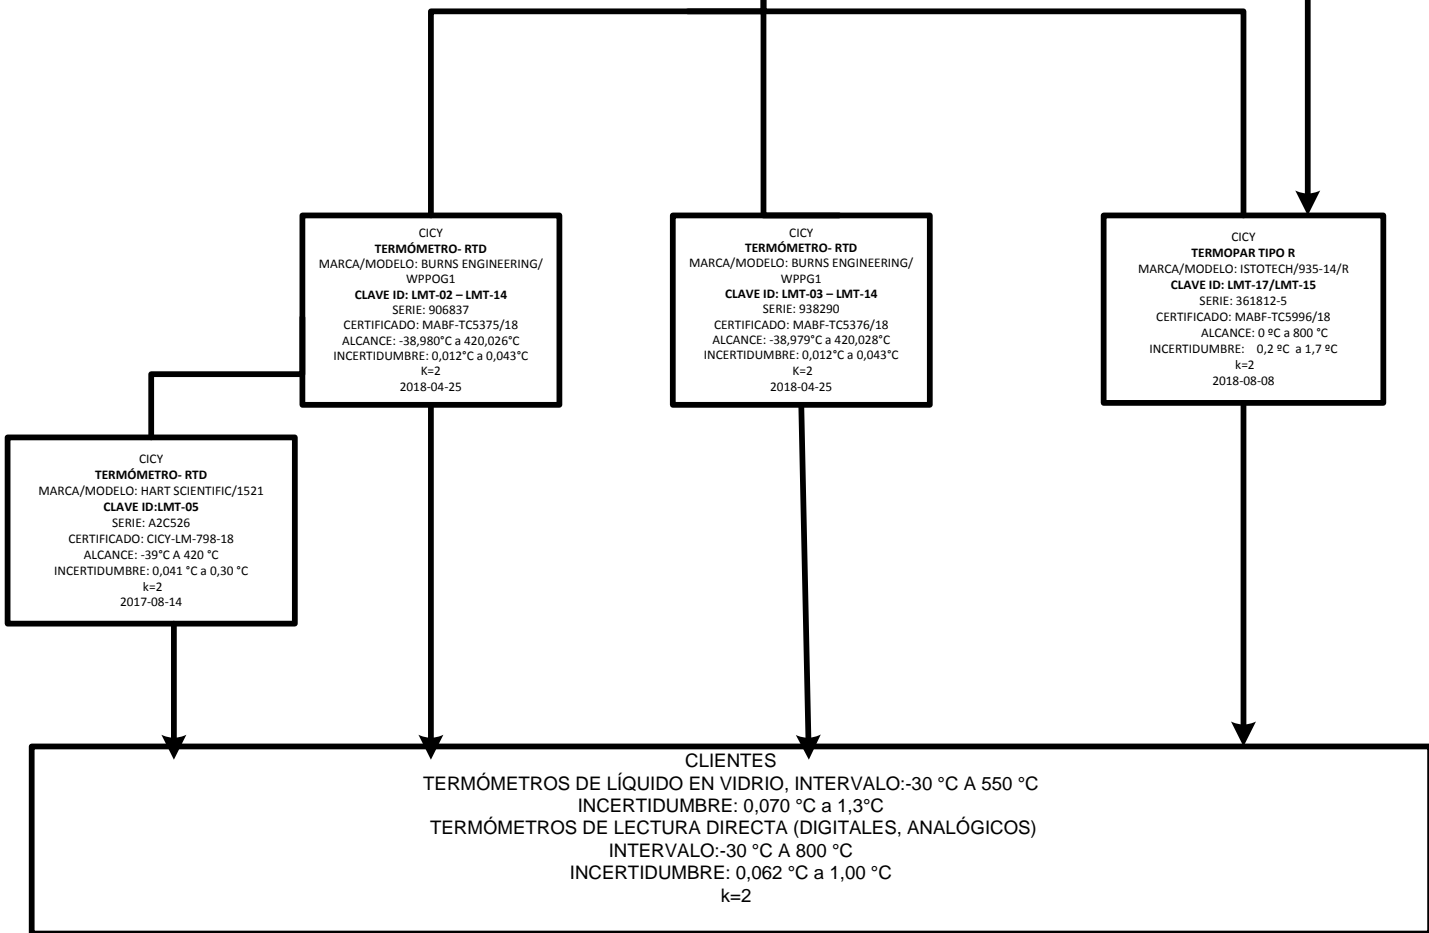 CICY
TERMÓMETRO- RTD
MARCA/MODELO: BURNS ENGINEERING/
WPPOG1
CLAVE ID: LMT-02 – LMT-14
SERIE: 906837
CERTIFICADO: MABF-TC5375/18
ALCANCE: -38,980°C a 420,026°C
INCERTIDUMBRE: 0,012°C a 0,043°C
K=2
2018-04-25
CICY
TERMÓMETRO- RTD
MARCA/MODELO: BURNS ENGINEERING/
WPPG1
CLAVE ID: LMT-03 – LMT-14
SERIE: 938290
CERTIFICADO: MABF-TC5376/18
ALCANCE: -38,979°C a 420,028°C
INCERTIDUMBRE: 0,012°C a 0,043°C
K=2
2018-04-25
CICY
TERMOPAR TIPO R
MARCA/MODELO: ISTOTECH/935-14/R
CLAVE ID: LMT-17/LMT-15
SERIE: 361812-5
CERTIFICADO: MABF-TC5996/18
ALCANCE: 0 ºC a 800 °C
INCERTIDUMBRE: 0,2 ºC a 1,7 ºC
k=2
2018-08-08
CICY
TERMÓMETRO- RTD
MARCA/MODELO: HART SCIENTIFIC/1521
CLAVE ID:LMT-05
SERIE: A2C526
CERTIFICADO: CICY-LM-798-18
ALCANCE: -39°C A 420 °C
INCERTIDUMBRE: 0,041 °C a 0,30 °C
k=2
2017-08-14
CLIENTES
TERMÓMETROS DE LÍQUIDO EN VIDRIO, INTERVALO:-30 °C A 550 °C
INCERTIDUMBRE: 0,070 °C a 1,3°C
TERMÓMETROS DE LECTURA DIRECTA (DIGITALES, ANALÓGICOS)
INTERVALO:-30 °C A 800 °C
INCERTIDUMBRE: 0,062 °C a 1,00 °C
k=2